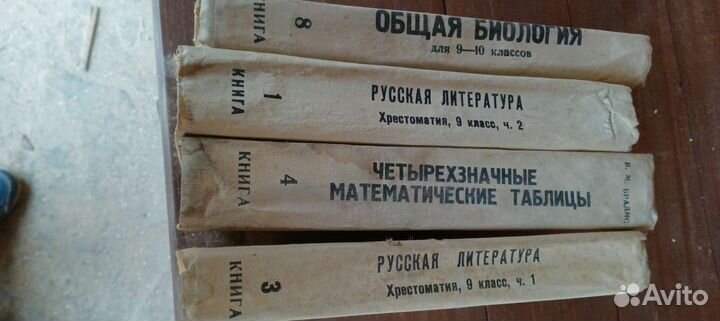 КНИГА
8
ОБЩАЯ БИОЛОГИЯ
для 9—10 классов
КНИГА
1
РУССКАЯ ЛИТЕРАТУРА
Хрестоматия, 9 класс, ч. 2
КНИГА
4
ЧЕТЫРЕХЗНАЧНЫЕ
МАТЕМАТИЧЕСКИЕ ТАБЛИЦЫ
В. М. БРАДИС
КНИГА
3
РУССКАЯ ЛИТЕРАТУРА
Хрестоматия, 9 класс, ч. 1
Avito